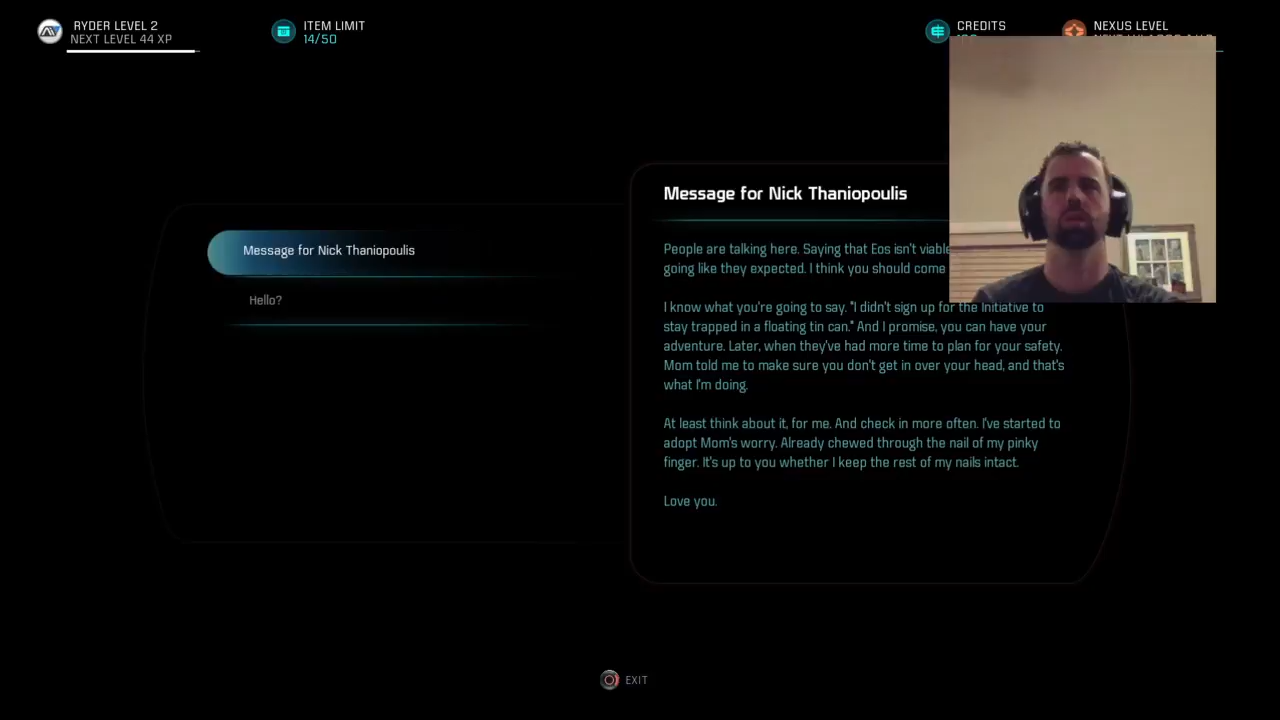 RYDER LEVEL 2
NEXT LEVEL 44 XP
ITEM LIMIT
14/50
CREDITS
NEXUS LEVEL
Message for Nick Thaniopoulis
Hello?
Message for Nick Thaniopoulis
People are talking here. Saying that Eos isn't viable
going like they expected. I think you should come
I know what you're going to say. "I didn't sign up for the Initiative to
stay trapped in a floating tin can." And I promise, you can have your
adventure. Later, when they've had more time to plan for your safety.
Mom told me to make sure you don't get in over your head, and that's
what I'm doing.
At least think about it, for me. And check in more often. I've started to
adopt Mom's worry. Already chewed through the nail of my pinky
finger. It's up to you whether I keep the rest of my nails intact.
Love you.
EXIT